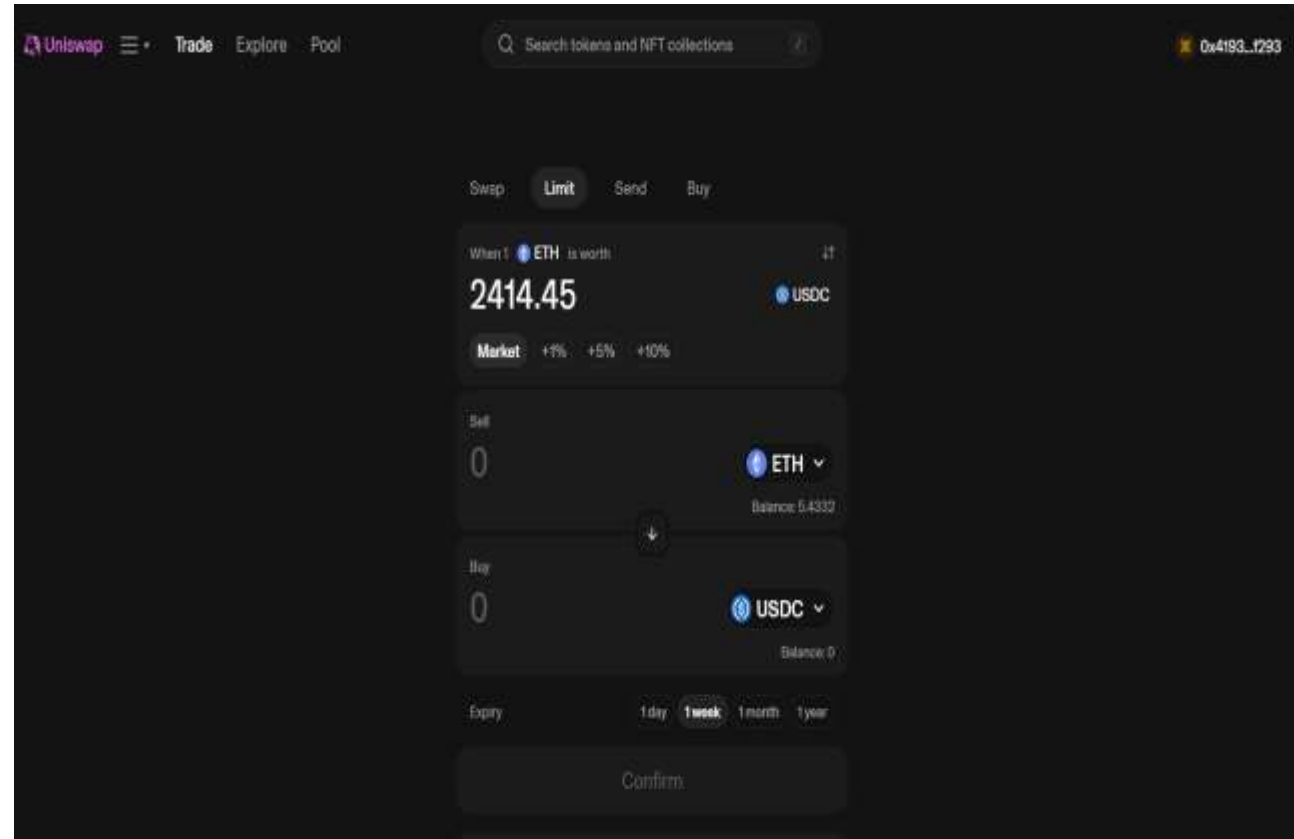 Uniswap Trade Explore Pool Search tokens and NFT collections / 0x4193...f293
Swap Limit Send Buy
When 1 ETH is worth
2414.45 USDC
Market +1% +5% +10%
Sell
0 ETH
Balance: 5.4332
Buy
0 USDC
Balance: 0
Expiry 1 day 1 week 1 month 1 year
Confirm